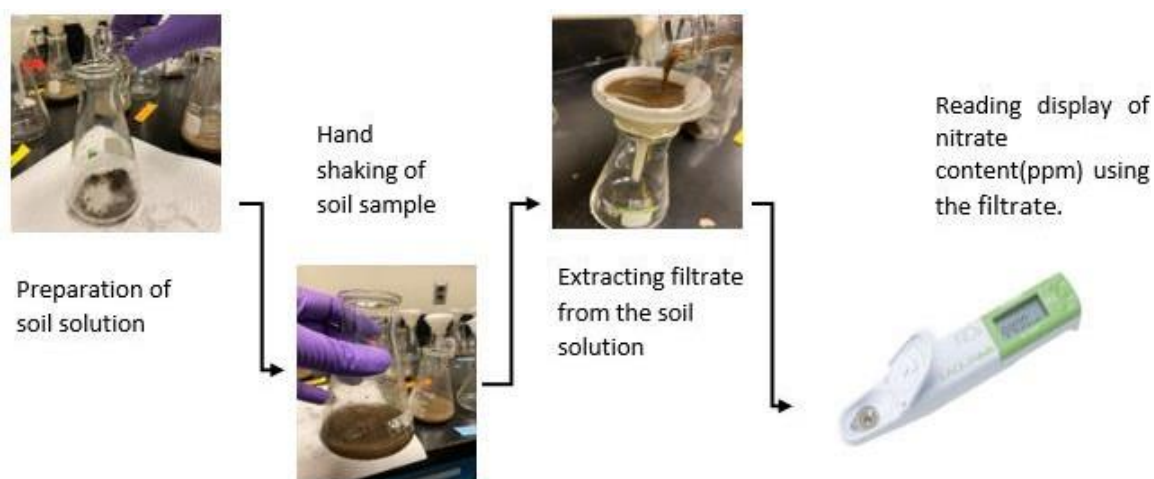 Preparation of
soil solution
Hand
shaking of
soil sample
Extracting filtrate
from the soil
solution
Reading display of
nitrate
content(ppm) using
the filtrate.